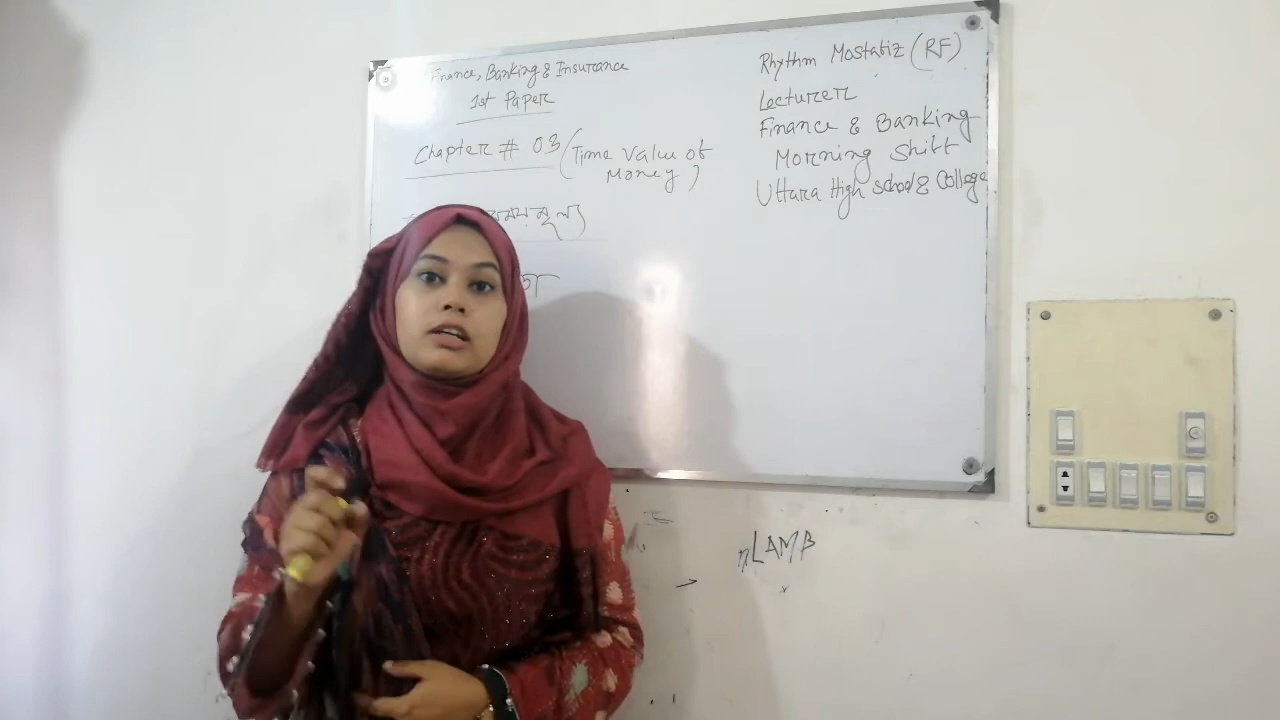 Finance, Banking & Insurance
1st Paper
Chapter # 03 (Time Value of
Money)
সময়মূল্য)
Rhythm Mostafiz (RF)
Lecturer
Finance & Banking
Morning Shift
Uttara High School & College
LAMB